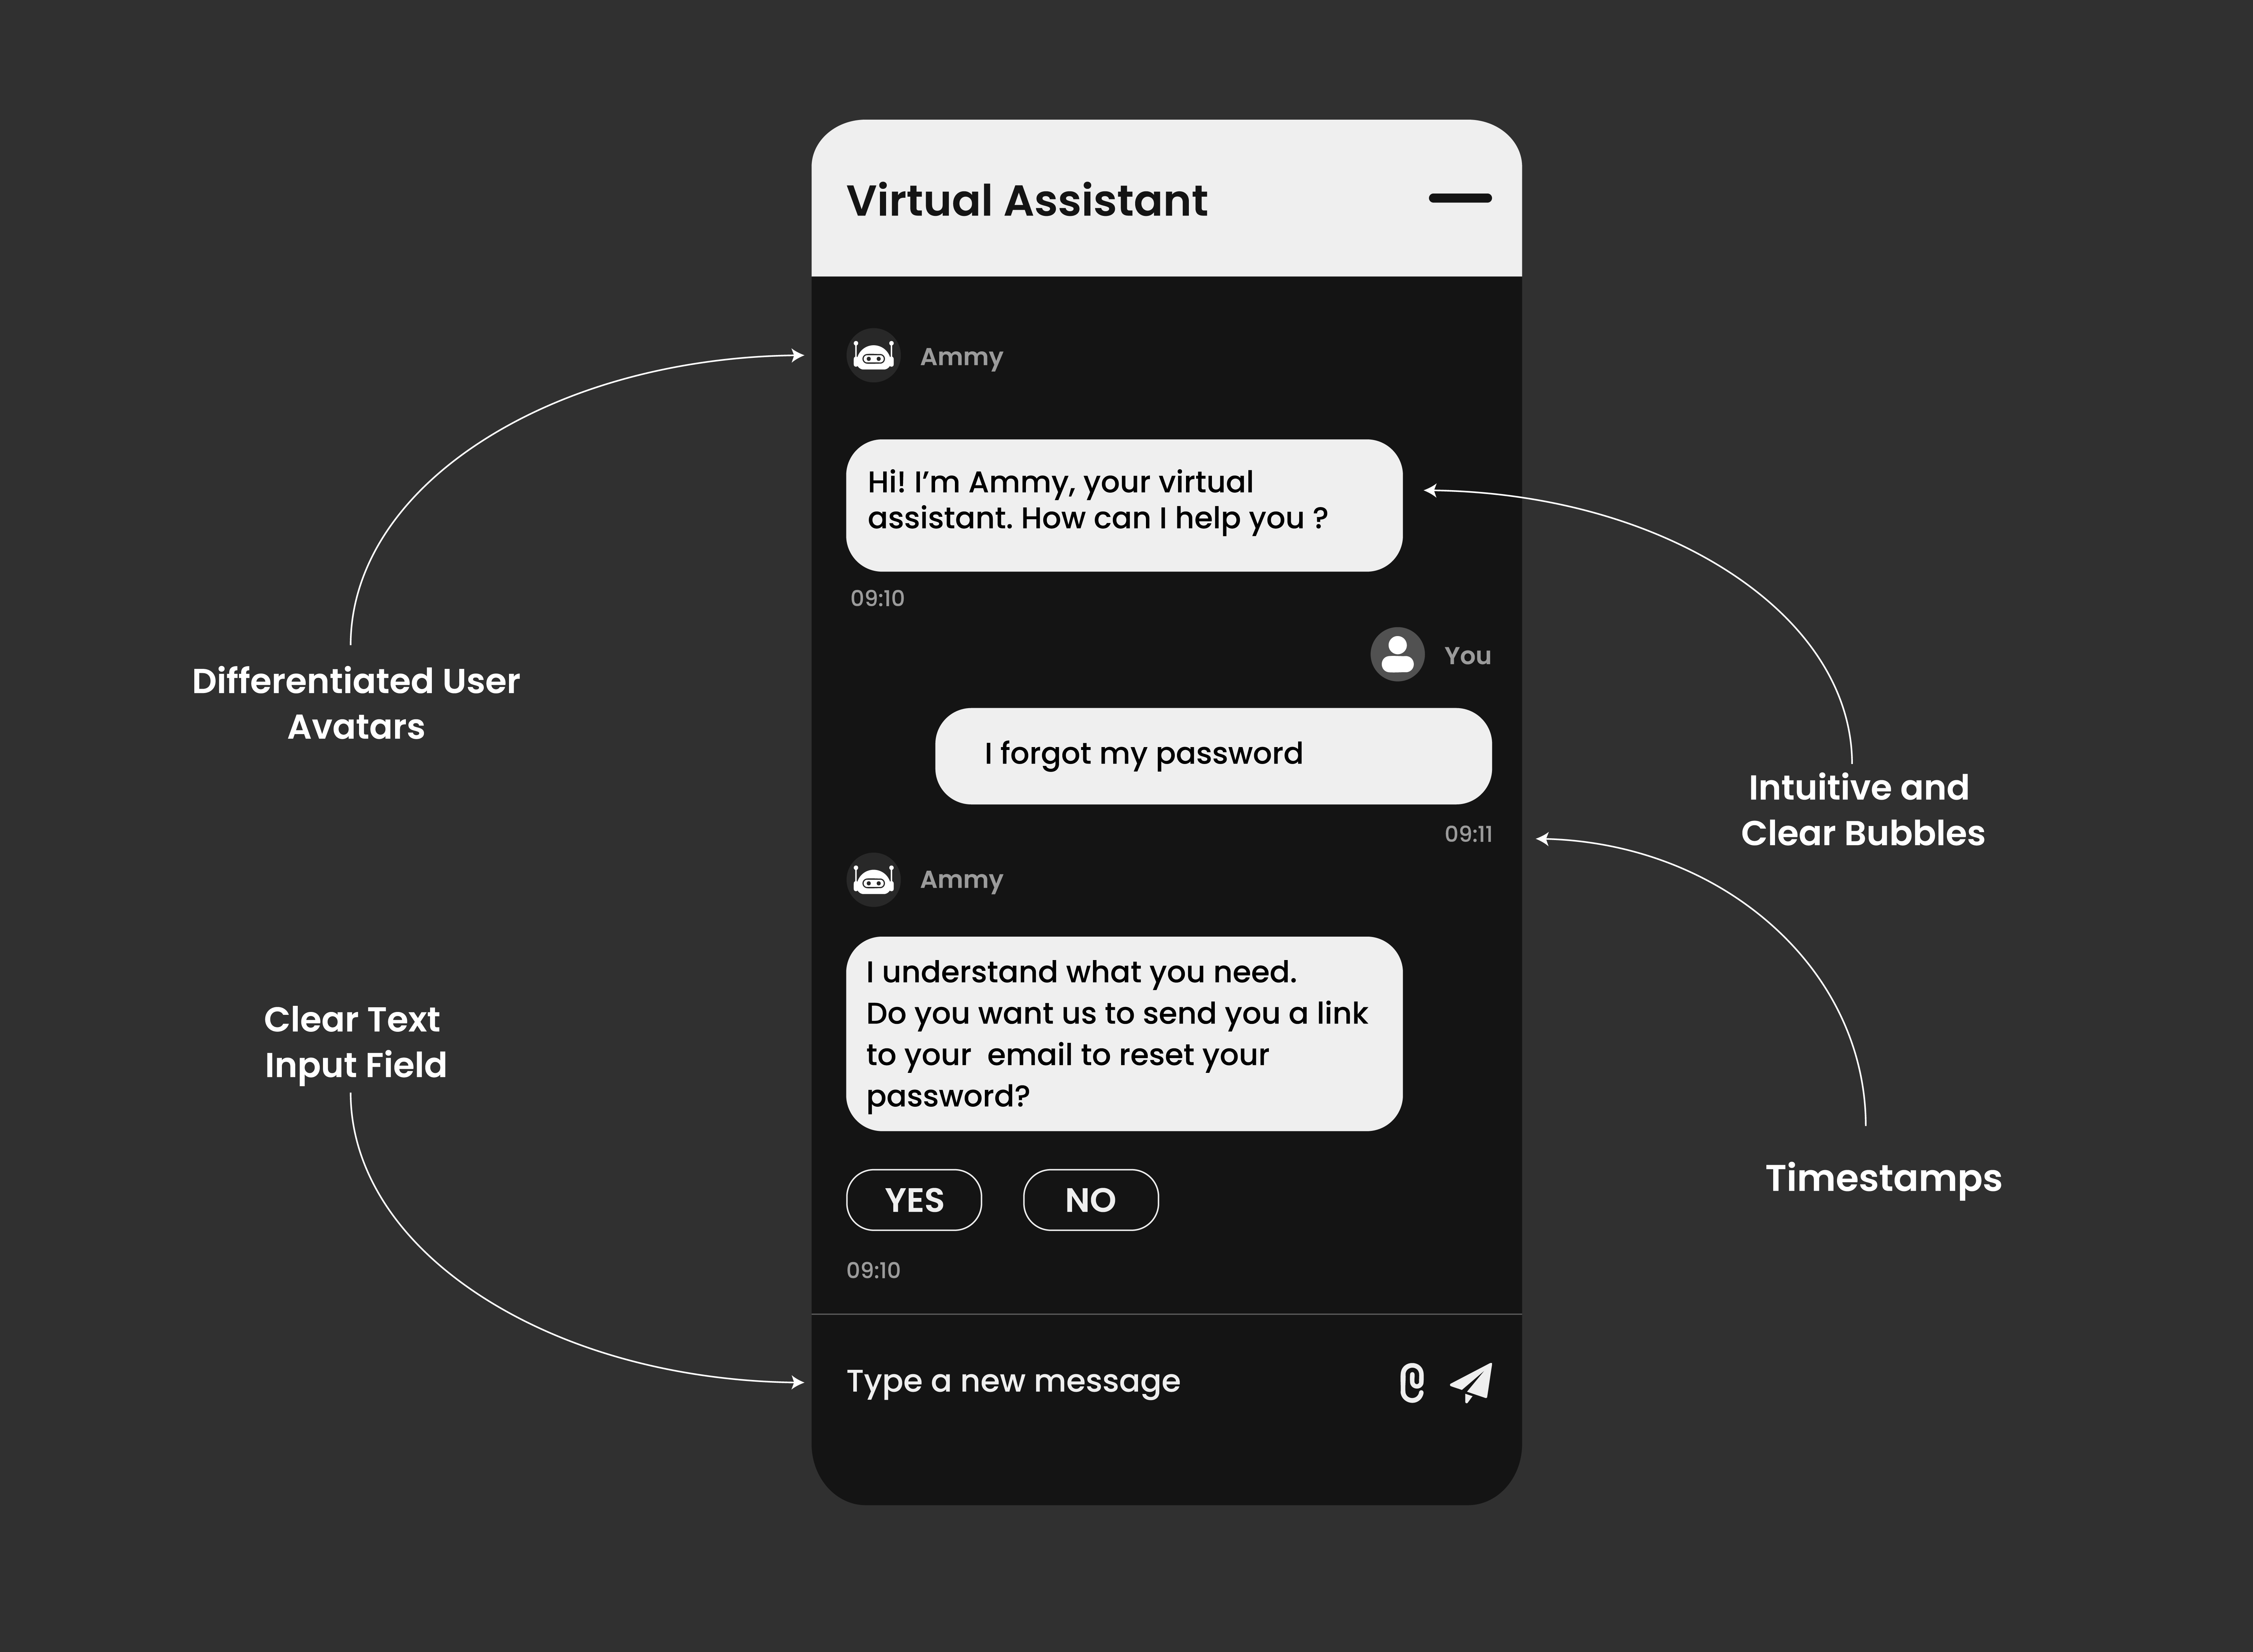 Virtual Assistant
Ammy
Hi! I’m Ammy, your virtual
assistant. How can I help you ?
09:10
You
I forgot my password
09:11
Ammy
I understand what you need.
Do you want us to send you a link
to your  email to reset your
password?
YES
NO
09:10
Type a new message
Differentiated User
Avatars
Clear Text
Input Field
Intuitive and
Clear Bubbles
Timestamps